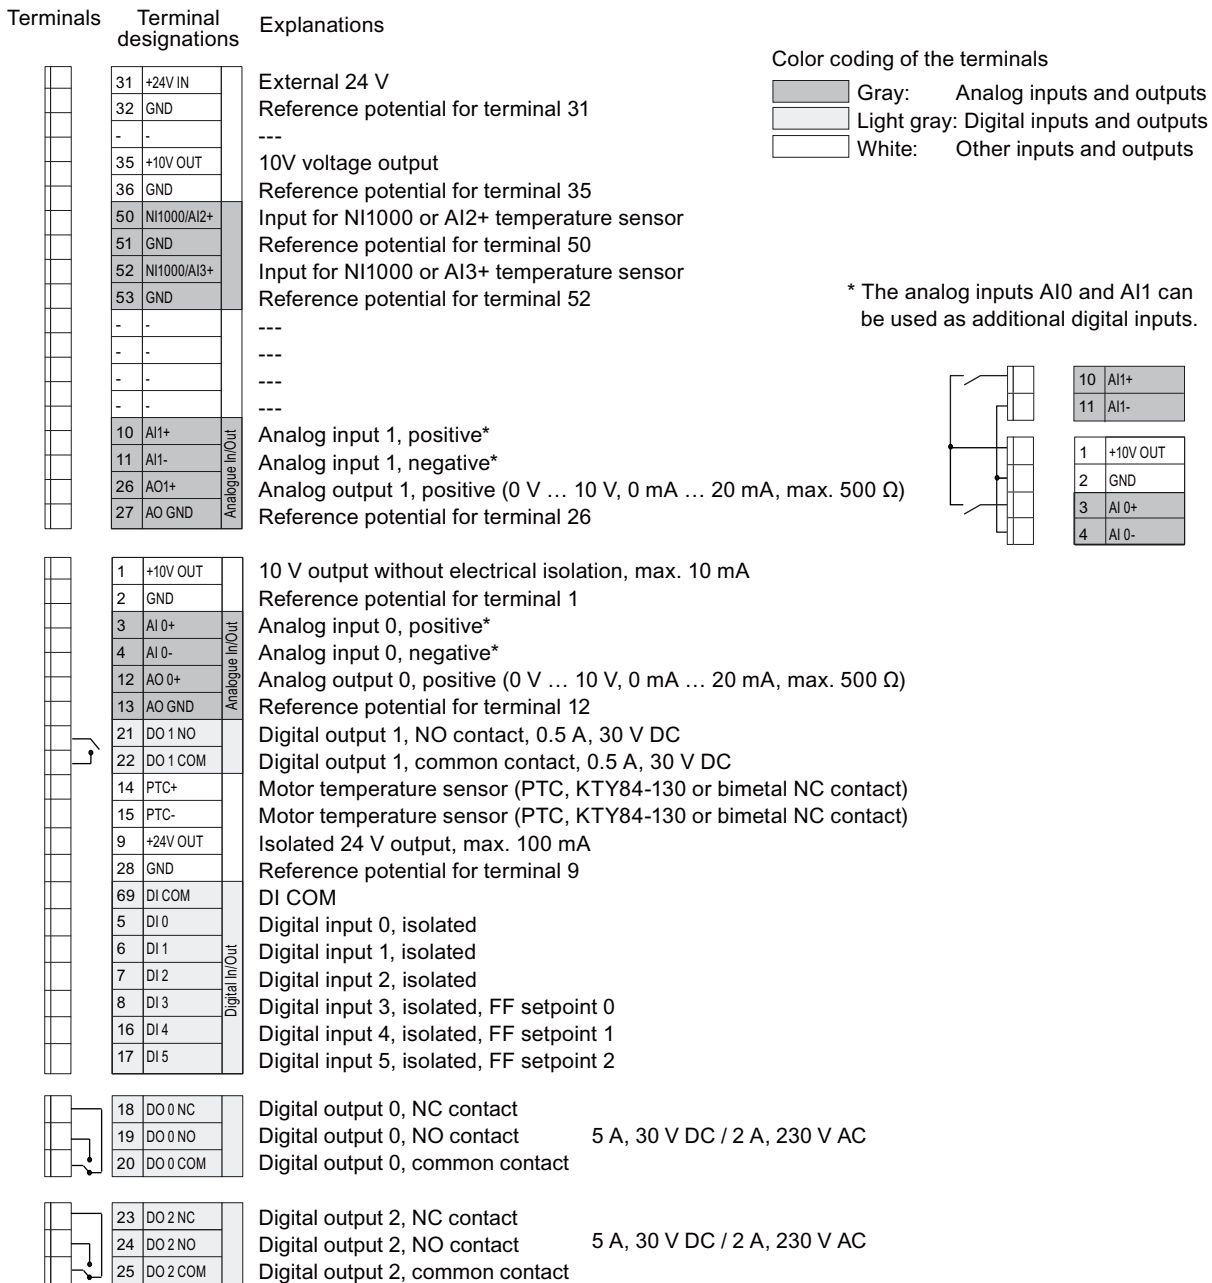 Terminals Terminal designations Explanations
31 +24V IN External 24 V
32 GND Reference potential for terminal 31
- - ---
35 +10V OUT 10V voltage output
36 GND Reference potential for terminal 35
50 NI1000/AI2+ Input for NI1000 or AI2+ temperature sensor
51 GND Reference potential for terminal 50
52 NI1000/AI3+ Input for NI1000 or AI3+ temperature sensor
53 GND Reference potential for terminal 52
- - ---
- - ---
- - ---
- - ---
10 AI1+ Analog input 1, positive*
11 AI1- Analog input 1, negative*
26 AO1+ Analog output 1, positive (0 V … 10 V, 0 mA … 20 mA, max. 500 Ω)
27 AO GND Reference potential for terminal 26
Analogue In/Out
Color coding of the terminals
Gray: Analog inputs and outputs
Light gray: Digital inputs and outputs
White: Other inputs and outputs
* The analog inputs AI0 and AI1 can
be used as additional digital inputs.
10 AI1+
11 AI1-
1 +10V OUT
2 GND
3 AI 0+
4 AI 0-
1 +10V OUT 10 V output without electrical isolation, max. 10 mA
2 GND Reference potential for terminal 1
3 AI 0+ Analog input 0, positive*
4 AI 0- Analog input 0, negative*
12 AO 0+ Analog output 0, positive (0 V … 10 V, 0 mA … 20 mA, max. 500 Ω)
13 AO GND Reference potential for terminal 12
Analogue In/Out
21 DO 1 NO Digital output 1, NO contact, 0.5 A, 30 V DC
22 DO 1 COM Digital output 1, common contact, 0.5 A, 30 V DC
14 PTC+ Motor temperature sensor (PTC, KTY84-130 or bimetal NC contact)
15 PTC- Motor temperature sensor (PTC, KTY84-130 or bimetal NC contact)
9 +24V OUT Isolated 24 V output, max. 100 mA
28 GND Reference potential for terminal 9
69 DI COM DI COM
5 DI 0 Digital input 0, isolated
6 DI 1 Digital input 1, isolated
7 DI 2 Digital input 2, isolated
8 DI 3 Digital input 3, isolated, FF setpoint 0
16 DI 4 Digital input 4, isolated, FF setpoint 1
17 DI 5 Digital input 5, isolated, FF setpoint 2
Digital In/Out
18 DO 0 NC Digital output 0, NC contact
19 DO 0 NO Digital output 0, NO contact 5 A, 30 V DC / 2 A, 230 V AC
20 DO 0 COM Digital output 0, common contact
23 DO 2 NC Digital output 2, NC contact
24 DO 2 NO Digital output 2, NO contact 5 A, 30 V DC / 2 A, 230 V AC
25 DO 2 COM Digital output 2, common contact